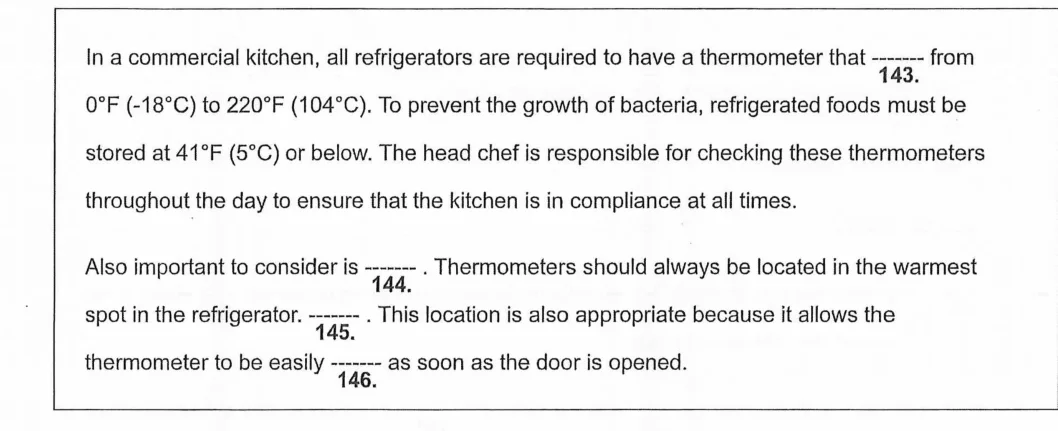 In a commercial kitchen, all refrigerators are required to have a thermometer that ------- from
143.
0°F (-18°C) to 220°F (104°C). To prevent the growth of bacteria, refrigerated foods must be
stored at 41°F (5°C) or below. The head chef is responsible for checking these thermometers
throughout the day to ensure that the kitchen is in compliance at all times.
Also important to consider is ------- . Thermometers should always be located in the warmest
144.
spot in the refrigerator. ------- . This location is also appropriate because it allows the
145.
thermometer to be easily ------- as soon as the door is opened.
146.